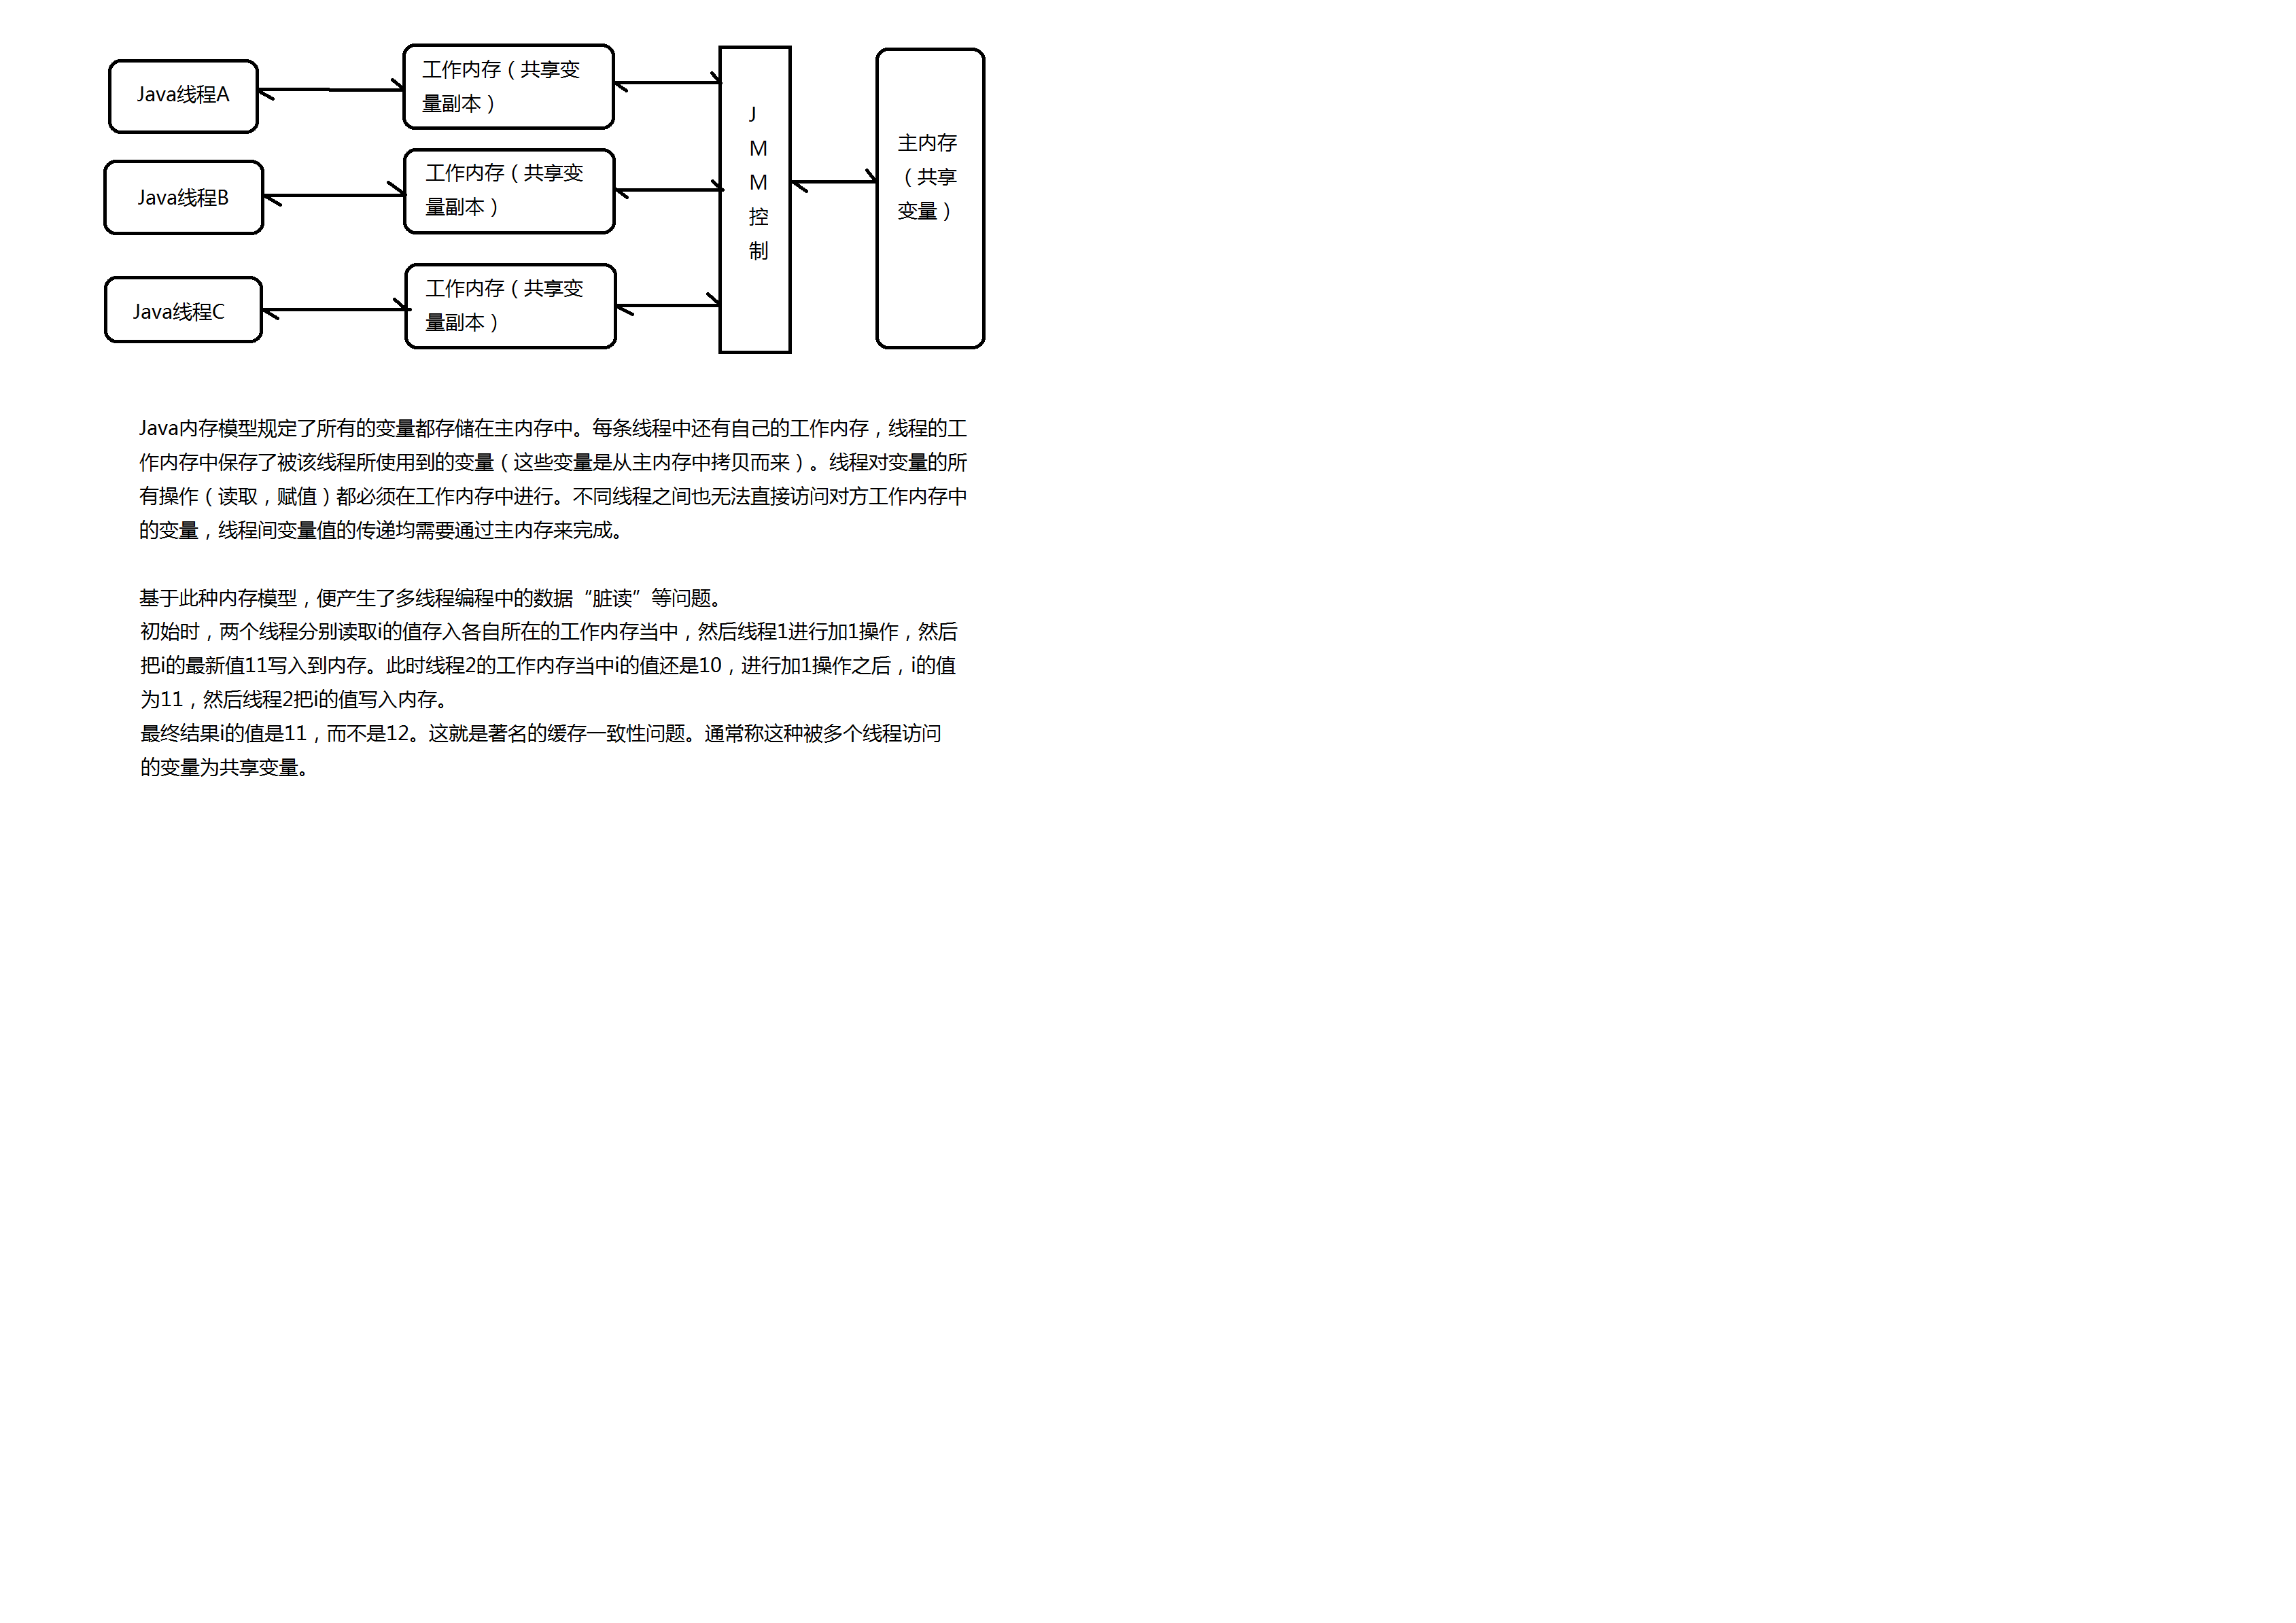 Java线程A
工作内存（共享变
量副本）
Java线程B
工作内存（共享变
量副本）
Java线程C
工作内存（共享变
量副本）
J
M
M
控
制
主内存
（共享
变量）
Java内存模型规定了所有的变量都存储在主内存中。每条线程中还有自己的工作内存，线程的工
作内存中保存了被该线程所使用到的变量（这些变量是从主内存中拷贝而来）。线程对变量的所
有操作（读取，赋值）都必须在工作内存中进行。不同线程之间也无法直接访问对方工作内存中
的变量，线程间变量值的传递均需要通过主内存来完成。
基于此种内存模型，便产生了多线程编程中的数据“脏读”等问题。
初始时，两个线程分别读取i的值存入各自所在的工作内存当中，然后线程1进行加1操作，然后
把i的最新值11写入到内存。此时线程2的工作内存当中i的值还是10，进行加1操作之后，i的值
为11，然后线程2把i的值写入内存。
最终结果i的值是11，而不是12。这就是著名的缓存一致性问题。通常称这种被多个线程访问
的变量为共享变量。